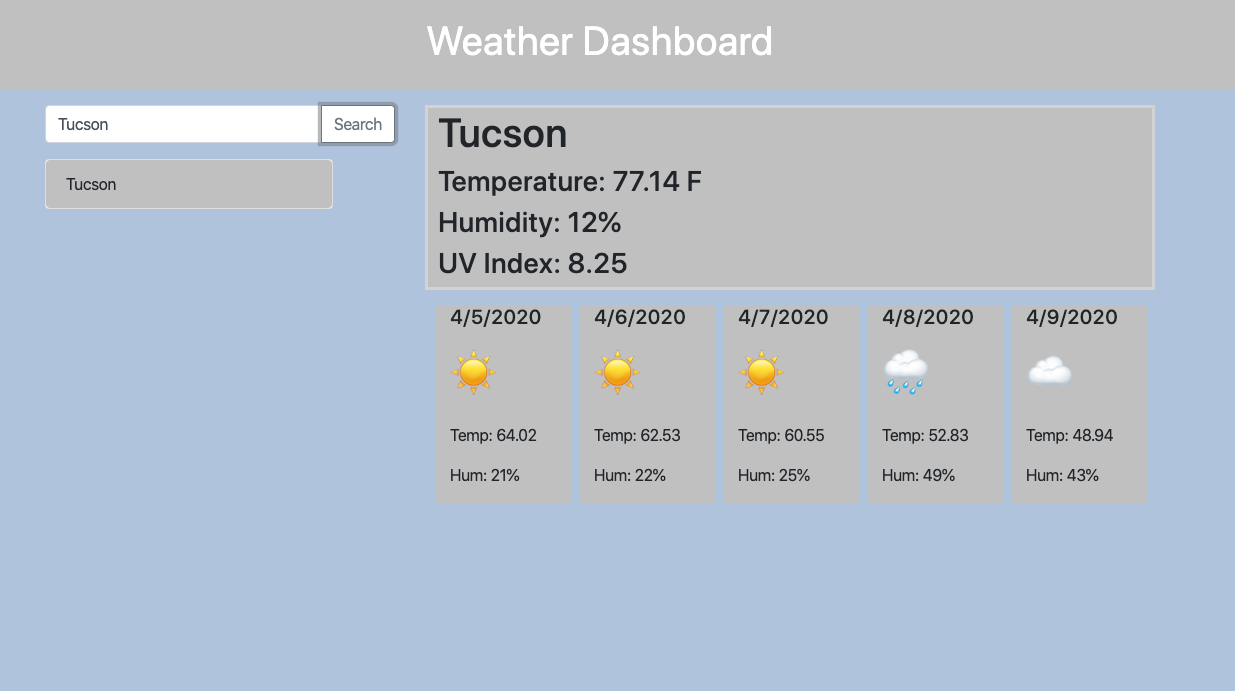 Weather Dashboard
Tucson Search
Tucson
Tucson
Temperature: 77.14 F
Humidity: 12%
UV Index: 8.25
4/5/2020 4/6/2020 4/7/2020 4/8/2020 4/9/2020
Temp: 64.02 Temp: 62.53 Temp: 60.55 Temp: 52.83 Temp: 48.94
Hum: 21% Hum: 22% Hum: 25% Hum: 49% Hum: 43%